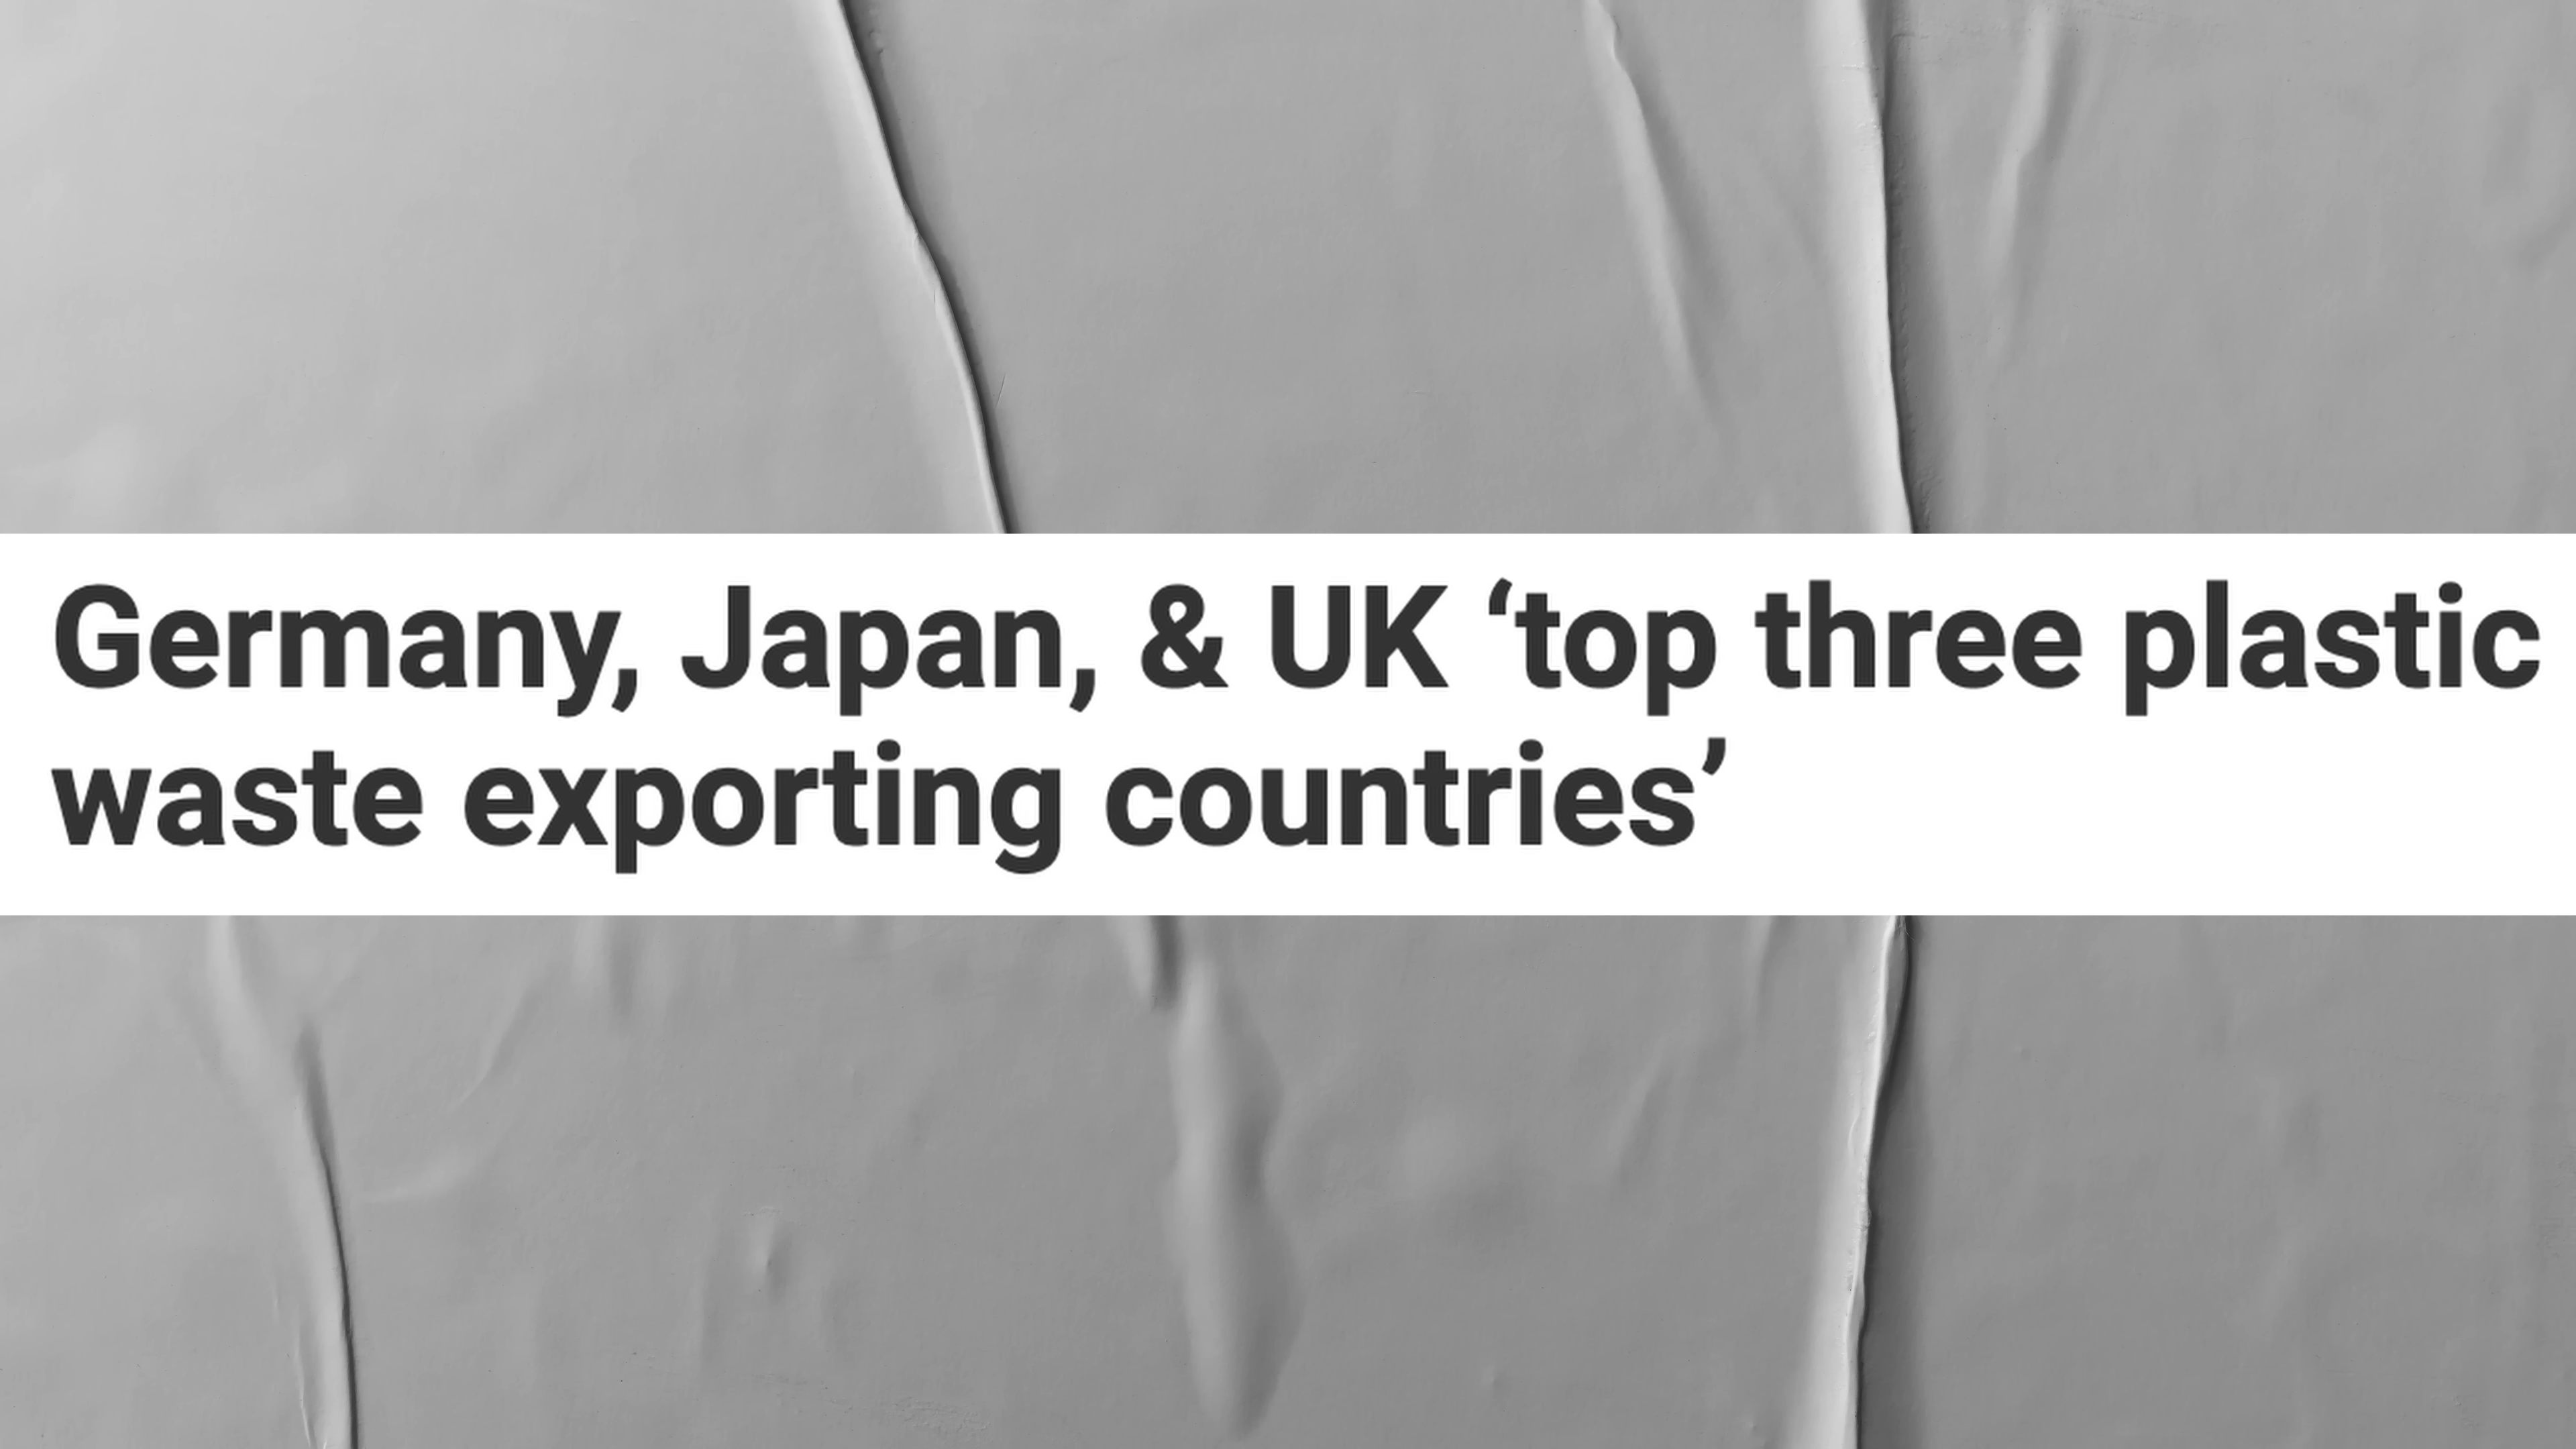 Germany, Japan, & UK ‘top three plastic
waste exporting countries’